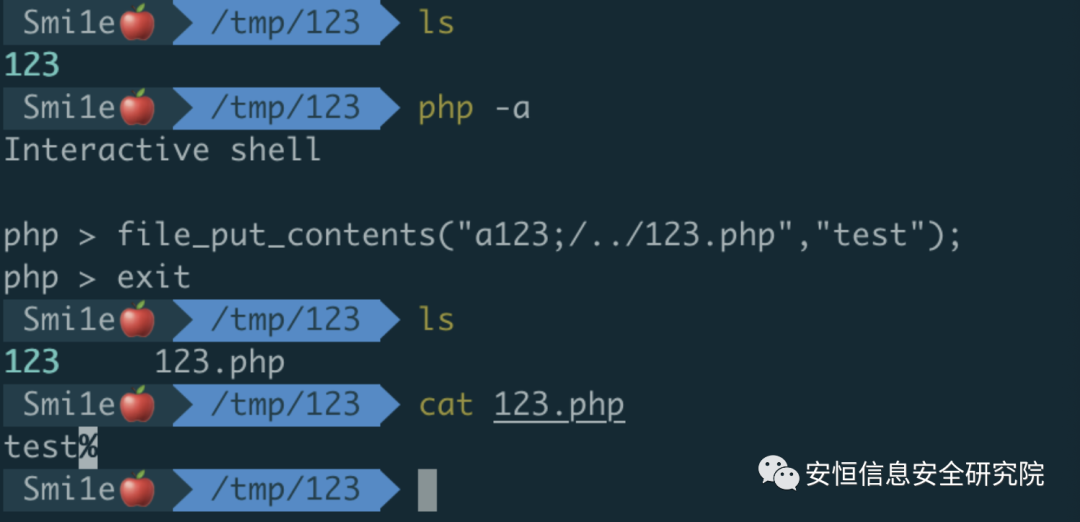 Smi1e🍎 /tmp/123 ls
123
Smi1e🍎 /tmp/123 php -a
Interactive shell
php > file_put_contents("a123;/../123.php","test");
php > exit
Smi1e🍎 /tmp/123 ls
123 123.php
Smi1e🍎 /tmp/123 cat 123.php
test%
Smi1e🍎 /tmp/123
安恒信息安全研究院